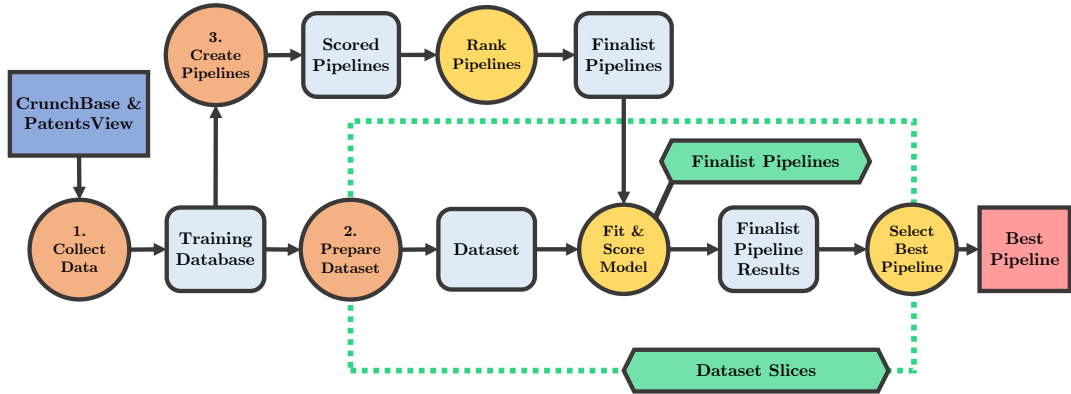 3.
Create
Pipelines
Scored
Pipelines
Rank
Pipelines
Finalist
Pipelines
CrunchBase &
PatentsView
Finalist Pipelines
1.
Collect
Data
Training
Database
2.
Prepare
Dataset
Dataset
Fit &
Score
Model
Finalist
Pipeline
Results
Select
Best
Pipeline
Best
Pipeline
Dataset Slices